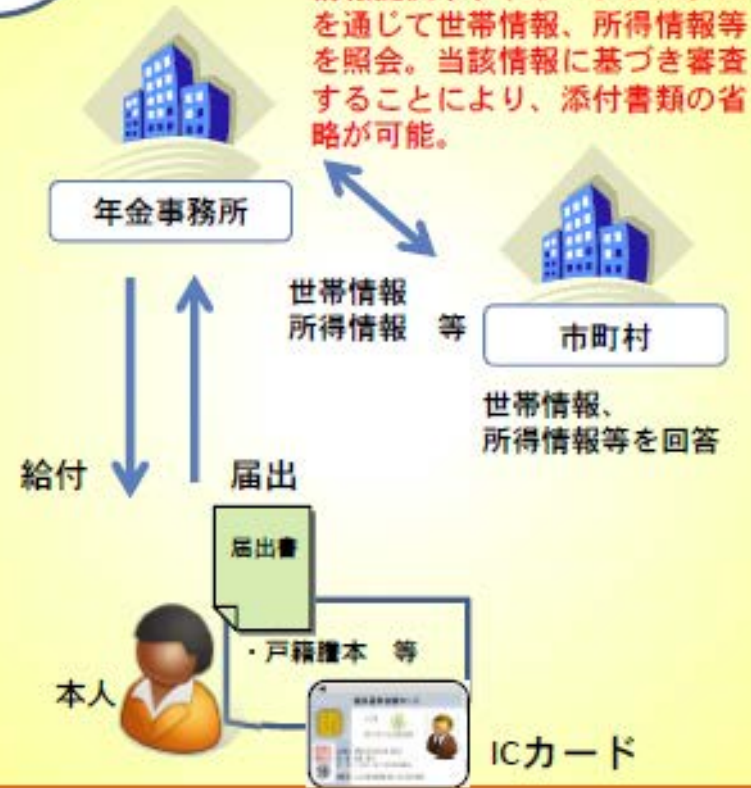 を通じて世帯情報、所得情報等
を照会。当該情報に基づき審査
することにより、添付書類の省
略が可能。
年金事務所
世帯情報
所得情報　等
市町村
世帯情報、
所得情報等を回答
給付
届出
届出書
・戸籍謄本　等
本人
ICカード